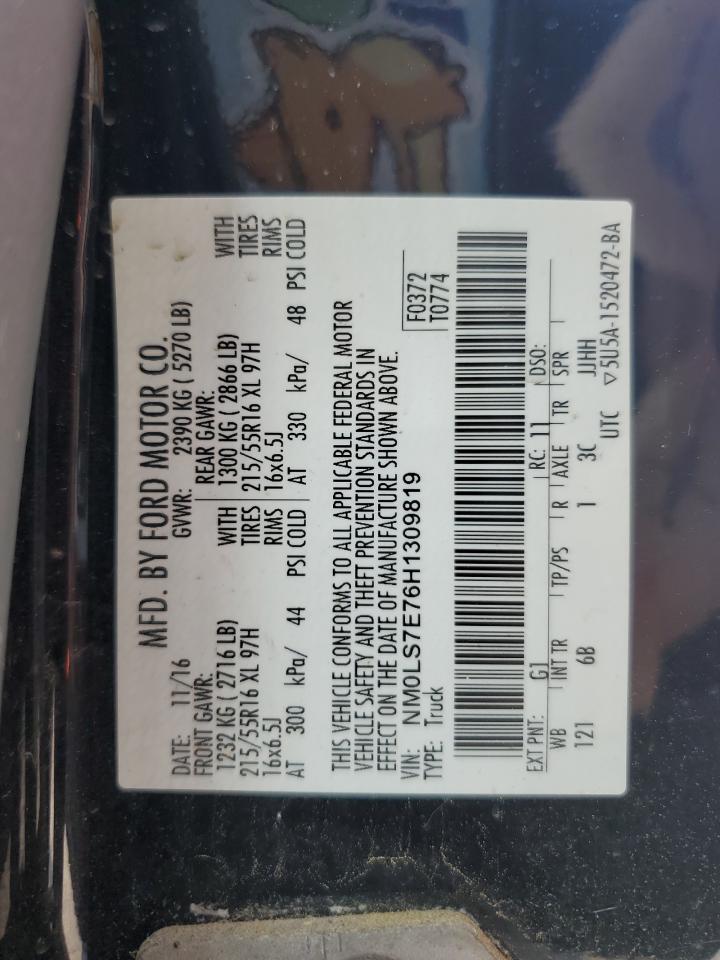 MFD. BY FORD MOTOR CO.
DATE: 11/16 GVWR: 2390 KG ( 5270 LB)
FRONT GAWR: REAR GAWR:
1232 KG ( 2716 LB) WITH 1300 KG ( 2866 LB) WITH
215/55R16 XL 97H TIRES 215/55R16 XL 97H TIRES
16x6.5J RIMS 16x6.5J RIMS
AT 300 kPa/ 44 PSI COLD AT 330 kPa/ 48 PSI COLD
THIS VEHICLE CONFORMS TO ALL APPLICABLE FEDERAL MOTOR
VEHICLE SAFETY AND THEFT PREVENTION STANDARDS IN
EFFECT ON THE DATE OF MANUFACTURE SHOWN ABOVE.
VIN: NM0LS7E76H1309819 F0372
TYPE: Truck T0774
EXT PNT: G1 RC: 11 DSO:
WB INT TR TP/PS R AXLE TR SPR
121 6B 1 3C JJHH
UTC ▽5U5A-1520472-BA